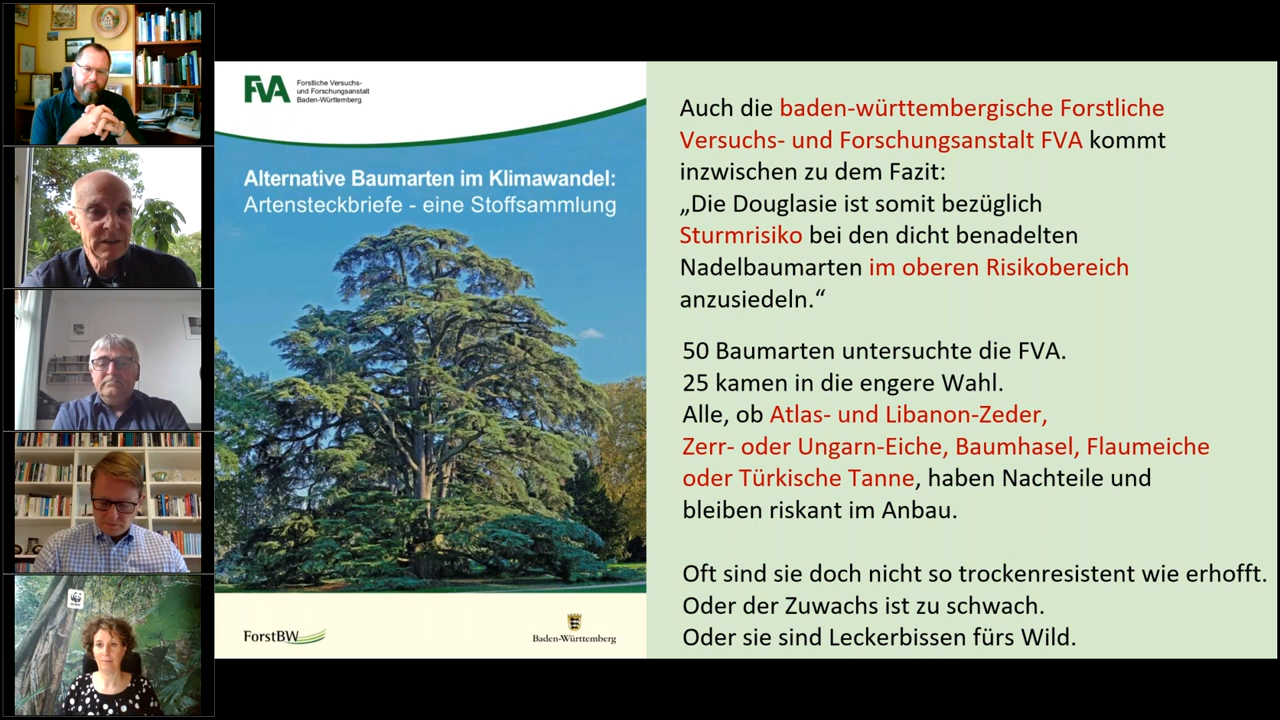 FVA
Forstliche Versuchs-
und Forschungsanstalt
Baden-Württemberg
Alternative Baumarten im Klimawandel:
Artensteckbriefe - eine Stoffsammlung
ForstBW
Baden-Württemberg
Auch die baden-württembergische Forstliche
Versuchs- und Forschungsanstalt FVA kommt
inzwischen zu dem Fazit:
„Die Douglasie ist somit bezüglich
Sturmrisiko bei den dicht benadelten
Nadelbaumarten im oberen Risikobereich
anzusiedeln.“
50 Baumarten untersuchte die FVA.
25 kamen in die engere Wahl.
Alle, ob Atlas- und Libanon-Zeder,
Zerr- oder Ungarn-Eiche, Baumhasel, Flaumeiche
oder Türkische Tanne, haben Nachteile und
bleiben riskant im Anbau.
Oft sind sie doch nicht so trockenresistent wie erhofft.
Oder der Zuwachs ist zu schwach.
Oder sie sind Leckerbissen fürs Wild.